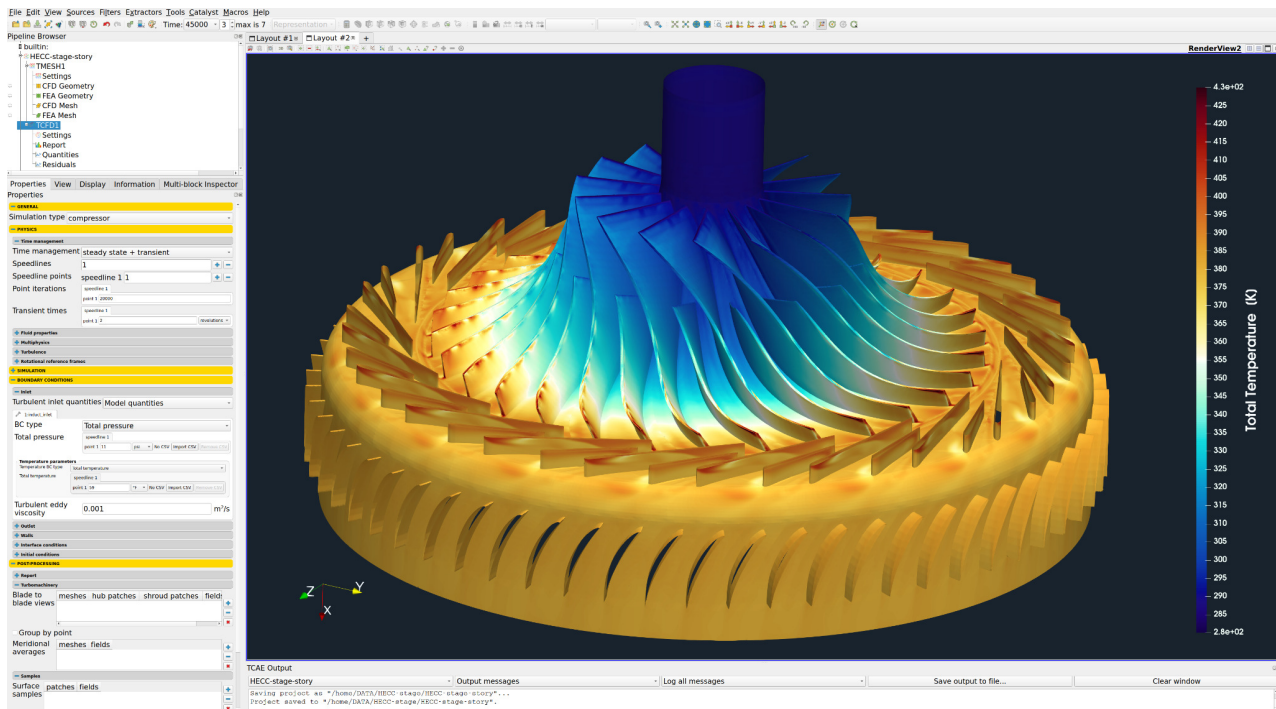 File Edit View Sources Filters Extractors Tools Catalyst Macros Help
Time: 45000 3 max is 7 Representation
Pipeline Browser
builtin:
HECC-stage-story
TMESH1
Settings
CFD Geometry
FEA Geometry
CFD Mesh
FEA Mesh
TCFD1
Settings
Report
Quantities
Residuals
Properties View Display Information Multi-block Inspector
Properties
GENERAL
Simulation type compressor
PHYSICS
Time management
Time management steady state + transient
Speedlines 1
Speedline points speedline 1 1
Point iterations speedline 1
point 1 20000
Transient times speedline 1
point 1 3 revolutions
Fluid properties
Multiphysics
Turbulence
Rotational reference frames
SIMULATION
BOUNDARY CONDITIONS
Inlet
Turbulent inlet quantities Model quantities
BC type Total pressure
Total pressure speedline 1
point 1 11 psi No CSV Import CSV Remove CSV
Temperature parameters
Temperature BC type Total temperature
Total temperature speedline 1
point 1 59 °F No CSV Import CSV Remove CSV
Turbulent eddy viscosity 0.001 m²/s
Outlet
Walls
Interface conditions
Initial conditions
POSTPROCESSING
Report
Turbomachinery
Blade to blade views meshes hub patches shroud patches fields
Group by point
Meridional averages meshes fields
Samples
Surface samples patches fields
Layout #1 Layout #2 +
RenderView2
4.3e+02
425
420
415
410
405
400
395
390
385
380
375
370
365
360
355
350
345
340
335
330
325
320
315
310
305
300
295
290
285
2.8e+02
Total Temperature (K)
Z Y
X
TCAE Output
HECC-stage-story Output messages Log all messages Save output to file... Clear window
Saving project as "/home/DATA/HECC-stage/HECC-stage-story"...
Project saved to "/home/DATA/HECC-stage/HECC-stage-story".